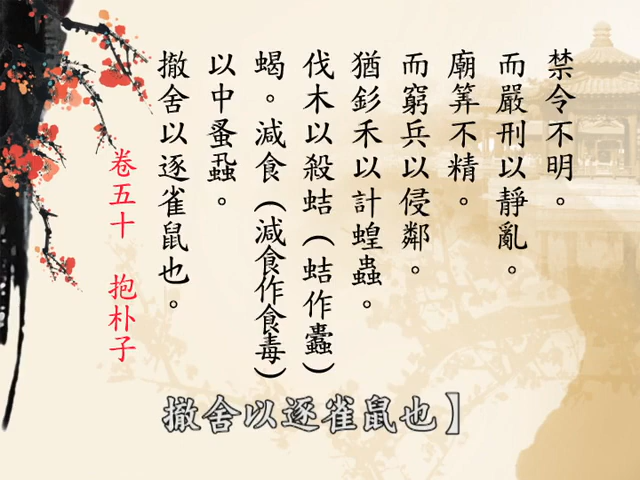 禁令不明。
而嚴刑以靜亂。
廟筭不精。
而窮兵以侵鄰。
猶釤禾以計蝗蟲。
伐木以殺蛣(蛣作蠹)
蝎。減食(減食作食毒)
以中蚤蝨。
撤舍以逐雀鼠也。
卷五十 抱朴子
撤舍以逐雀鼠也】